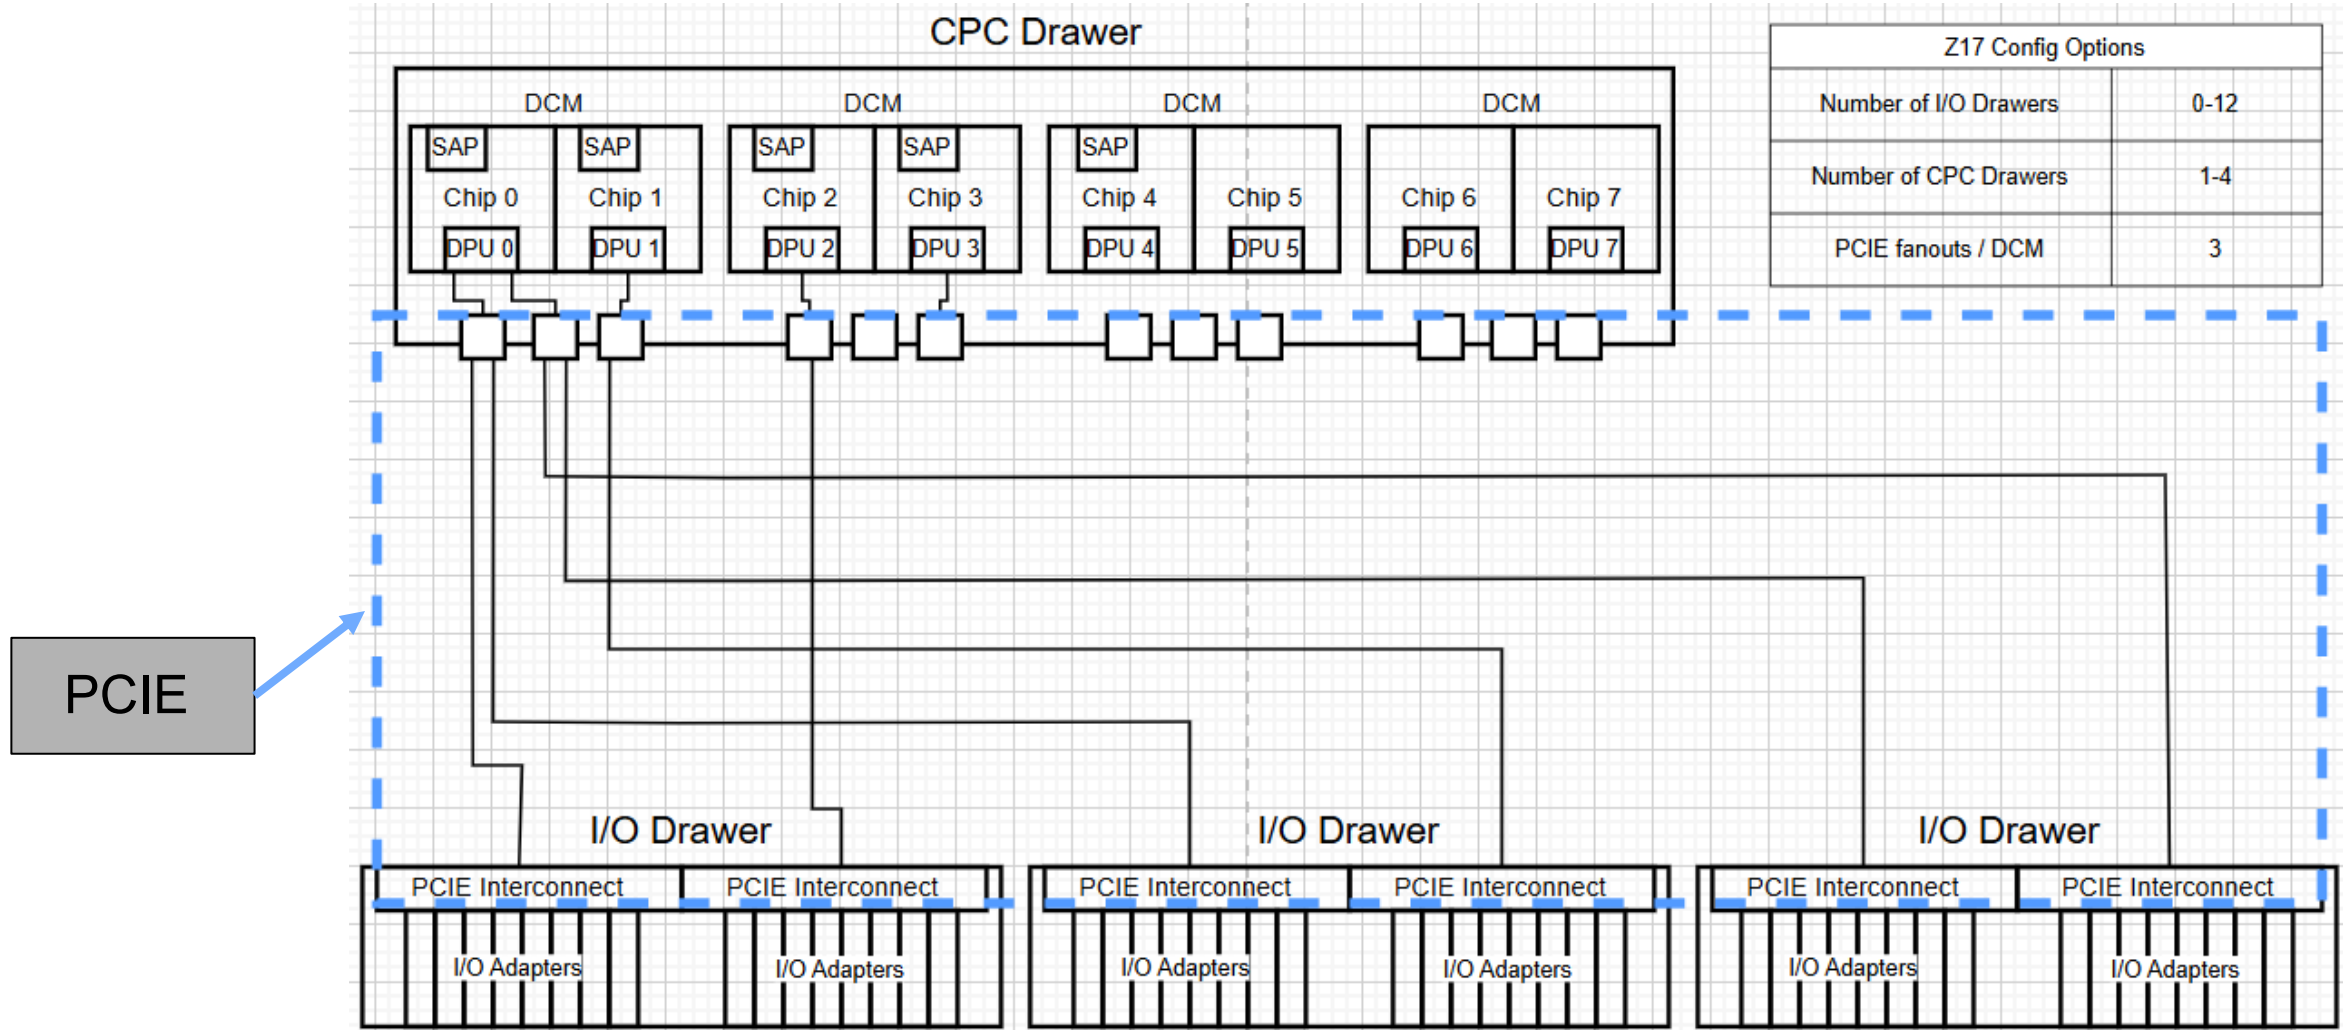 CPC Drawer
Z17 Config Options
Number of I/O Drawers 0-12
Number of CPC Drawers 1-4
PCIE fanouts / DCM 3
DCM DCM DCM DCM
SAP SAP SAP SAP SAP
Chip 0 Chip 1 Chip 2 Chip 3 Chip 4 Chip 5 Chip 6 Chip 7
DPU 0 DPU 1 DPU 2 DPU 3 DPU 4 DPU 5 DPU 6 DPU 7
PCIE
I/O Drawer I/O Drawer I/O Drawer
PCIE Interconnect PCIE Interconnect PCIE Interconnect PCIE Interconnect PCIE Interconnect PCIE Interconnect
I/O Adapters I/O Adapters I/O Adapters I/O Adapters I/O Adapters I/O Adapters